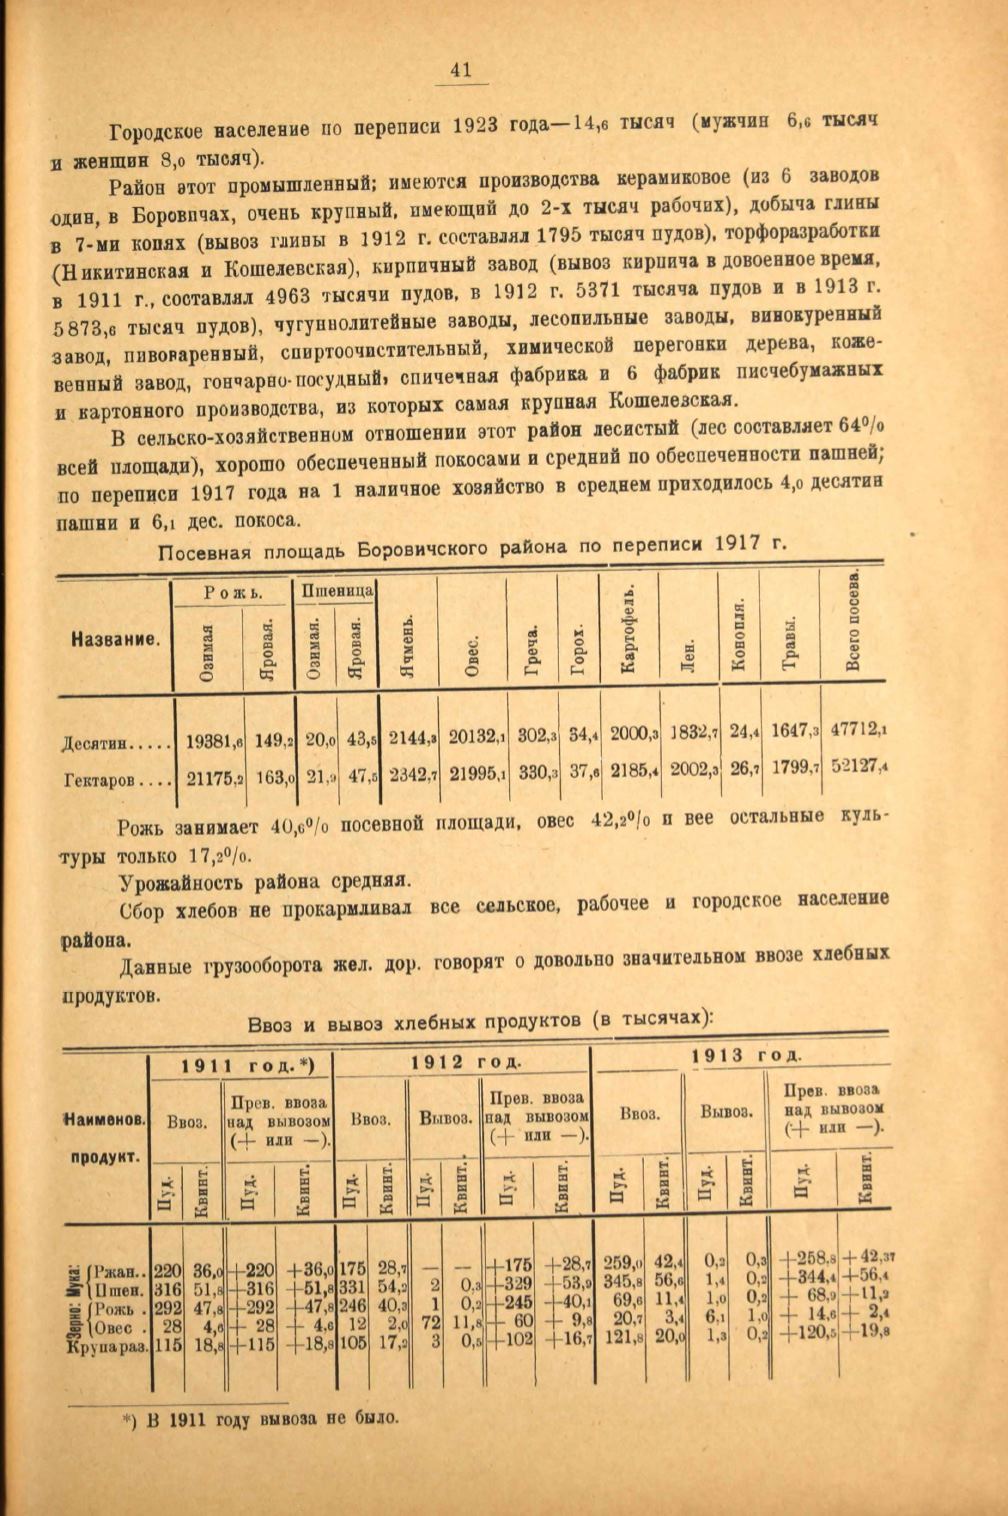 41
Городское население по переписи 1923 года—14,6 тысяч (мужчин 6,6 тысяч
и женщин 8,0 тысяч).
Район этот промышленный; имеются производства керамиковое (из 6 заводов
один, в Боровичах, очень крупный, имеющий до 2-х тысяч рабочих), добыча глины
в 7-ми копях (вывоз глины в 1912 г. составлял 1795 тысяч пудов), торфоразработки
(Никитинская и Кошелевская), кирпичный завод (вывоз кирпича в довоенное время,
в 1911 г., составлял 4963 тысячи пудов, в 1912 г. 5371 тысяча пудов и в 1913 г.
5873,6 тысяч пудов), чугуннолитейные заводы, лесопильные заводы, винокуренный
завод, пивоваренный, спиртоочистительный, химической перегонки дерева, коже-
венный завод, гончарно-посудный, спичечная фабрика и 6 фабрик писчебумажных
и картонного производства, из которых самая крупная Кошелевская.
В сельско-хозяйственном отношении этот район лесистый (лес составляет 64%
всей площади), хорошо обеспеченный покосами и средний по обеспеченности пашней;
по переписи 1917 года на 1 наличное хозяйство в среднем приходилось 4,0 десятин
пашни и 6,1 дес. покоса.
Посевная площадь Боровичского района по переписи 1917 г.
Название. Рожь. Пшеница Ячмень. Овес. Греча. Горох. Картофель. Лен. Конопля. Травы. Всего посева.
Озимая Яровая. Озимая. Яровая.
Десятин..... 19381,6 149,2 20,0 43,5 2144,8 20132,1 302,3 34,4 2000,3 1832,7 24,4 1647,3 47712,1
Гектаров.... 21175,2 163,0 21,9 47,5 2342,7 21995,1 330,3 37,6 2185,4 2002,3 26,7 1799,7 52127,4
Рожь занимает 40,6% посевной площади, овес 42,2% и все остальные куль-
туры только 17,2%.
Урожайность района средняя.
Сбор хлебов не прокармливал все сельское, рабочее и городское население
района.
Данные грузооборота жел. дор. говорят о довольно значительном ввозе хлебных
продуктов.
Ввоз и вывоз хлебных продуктов (в тысячах):
Наименов. продукт. 1911 год.*) 1912 год. 1913 год.
Ввоз. Прев. ввоза над вывозом (+ или —). Ввоз. Вывоз. Прев. ввоза над вывозом (+ или —). Ввоз. Вывоз. Прев. ввоза над вывозом (+ или —).
Пуд. Квинт. Пуд. Квинт. Пуд. Квинт. Пуд. Квинт. Пуд. Квинт. Пуд. Квинт. Пуд. Квинт. Пуд. Квинт.
Мука: Ржан.. 220 36,0 +220 +36,0 175 28,7 — — +175 +28,7 259,0 42,4 0,2 0,3 +258,8 +42,37
Пшен. 316 51,8 +316 +51,8 331 54,2 2 0,3 +329 +53,9 345,8 56,6 1,4 0,2 +344,4 +56,4
Зерно: Рожь . 292 47,8 +292 +47,8 246 40,3 1 0,2 +245 +40,1 69,6 11,4 1,0 0,2 + 68,9 +11,2
Овес . 28 4,6 + 28 + 4,6 12 2,0 72 11,8 + 60 + 9,8 20,7 3,4 6,1 1,0 + 14,6 + 2,4
Крупа раз. 115 18,8 +115 +18,8 105 17,2 3 0,5 +102 +16,7 121,8 20,0 1,3 0,2 +120,5 +19,8
*) В 1911 году вывоза не было.